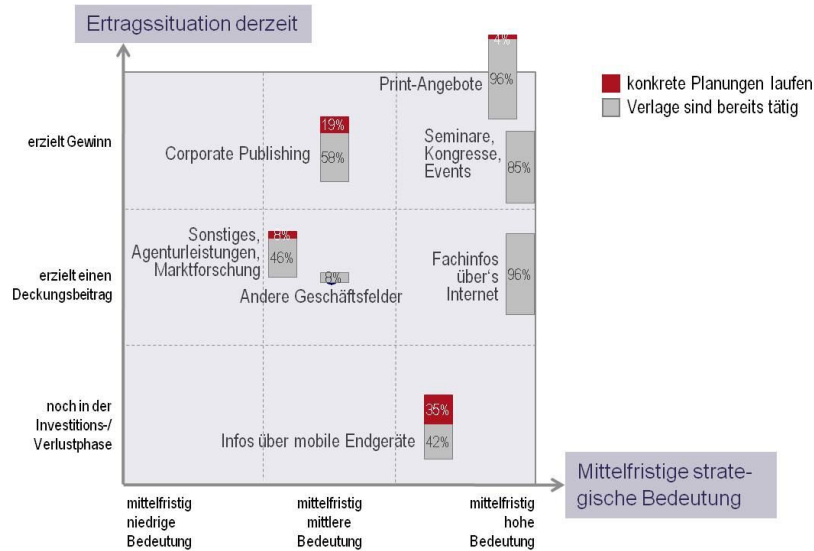 Ertragssituation derzeit
4%
Print-Angebote
96%
konkrete Planungen laufen
Verlage sind bereits tätig
erzielt Gewinn
19%
Corporate Publishing
58%
Seminare,
Kongresse,
Events
85%
Sonstiges,
Agenturleistungen,
Marktforschung
8%
46%
erzielt einen
Deckungsbeitrag
8%
Andere Geschäftsfelder
Fachinfos
über's
Internet
96%
noch in der
Investitions-/
Verlustphase
35%
Infos über mobile Endgeräte
42%
Mittelfristige strate-
gische Bedeutung
mittelfristig
niedrige
Bedeutung
mittelfristig
mittlere
Bedeutung
mittelfristig
hohe
Bedeutung